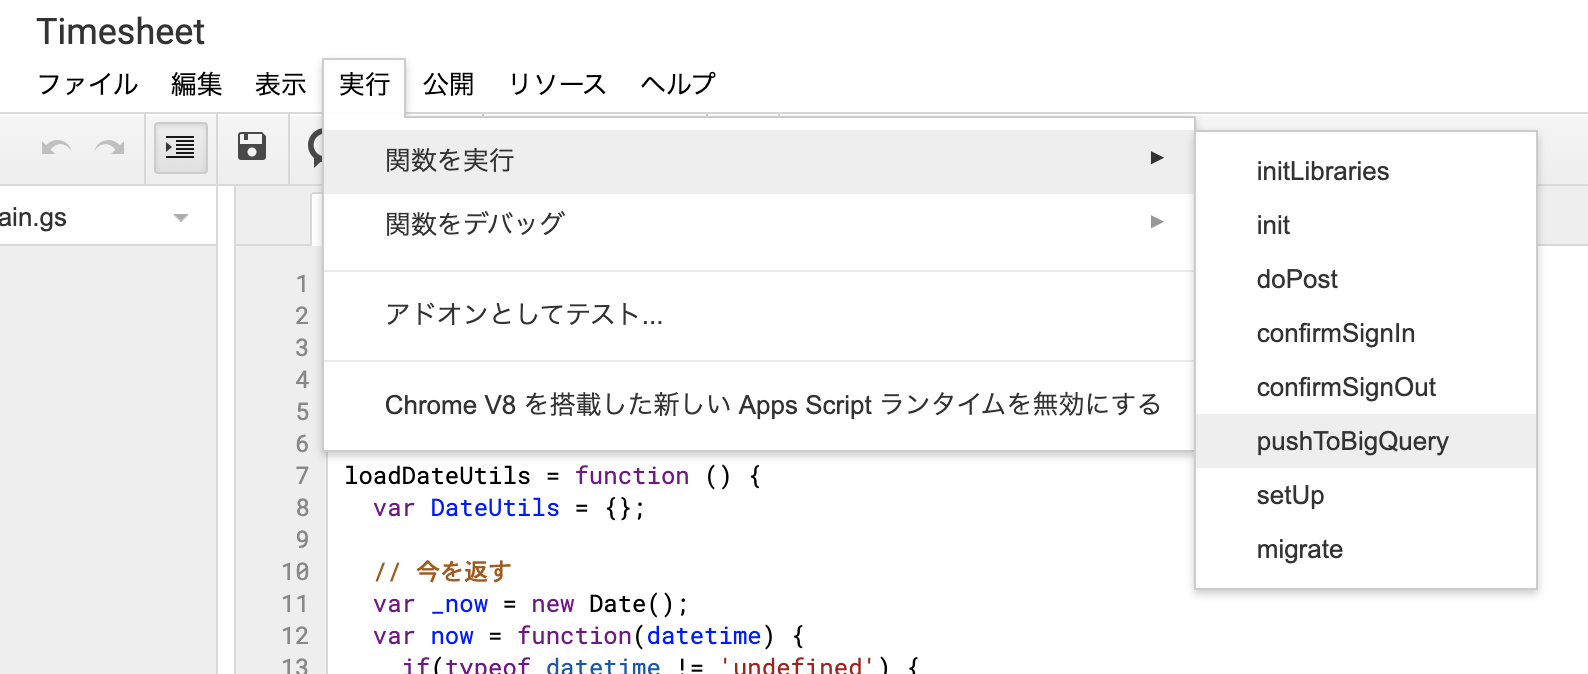 Timesheet
ファイル 編集 表示 実行 公開 リソース ヘルプ
ain.gs
関数を実行
関数をデバッグ
アドオンとしてテスト...
Chrome V8 を搭載した新しい Apps Script ランタイムを無効にする
initLibraries
init
doPost
confirmSignIn
confirmSignOut
pushToBigQuery
setUp
migrate
1
2
3
4
5
6
7 loadDateUtils = function () {
8 var DateUtils = {};
9
10 // 今を返す
11 var _now = new Date();
12 var now = function(datetime) {
13 if(typeof datetime != 'undefined') {